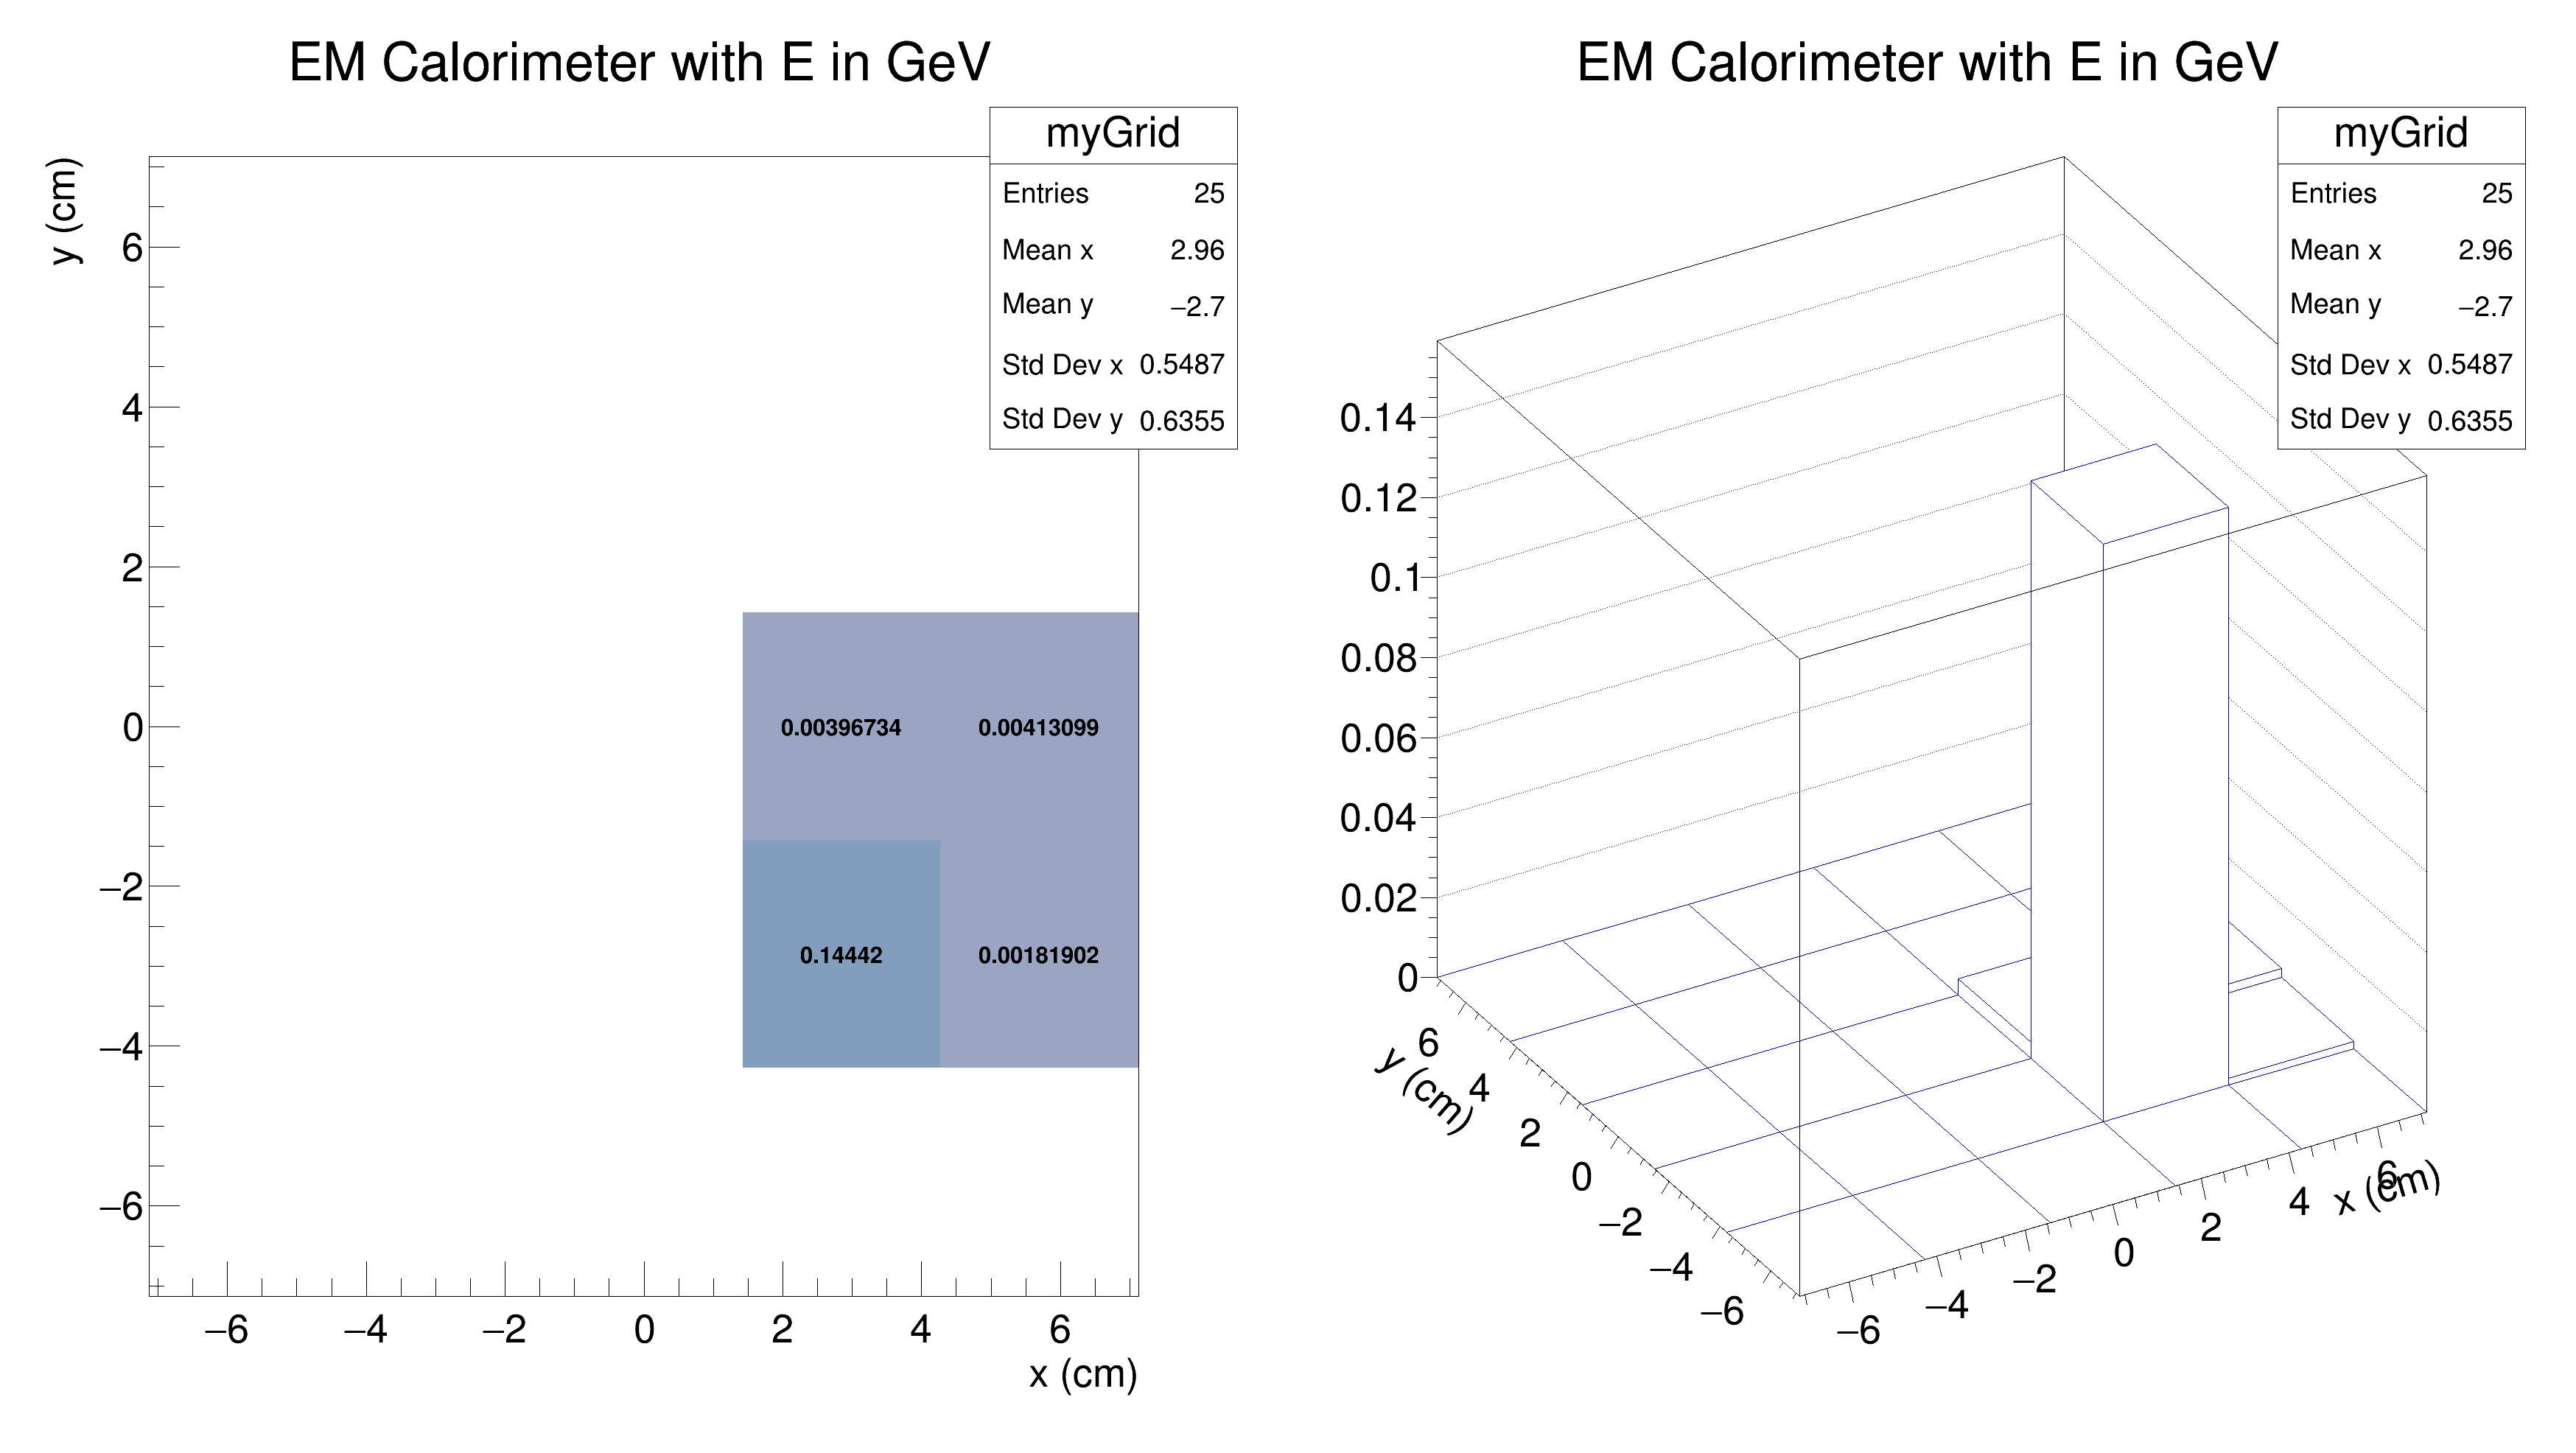 EM Calorimeter with E in GeV
myGrid
Entries 25
Mean x 2.96
Mean y −2.7
Std Dev x 0.5487
Std Dev y 0.6355
y (cm)
6
4
2
0
−2
−4
−6
0.00396734 0.00413099
0.14442 0.00181902
−6 −4 −2 0 2 4 6
x (cm)
EM Calorimeter with E in GeV
myGrid
Entries 25
Mean x 2.96
Mean y −2.7
Std Dev x 0.5487
Std Dev y 0.6355
0.14
0.12
0.1
0.08
0.06
0.04
0.02
0
y (cm)
6
4
2
0
−2
−4
−6
−6
−4
−2
0
2
4
6
x (cm)